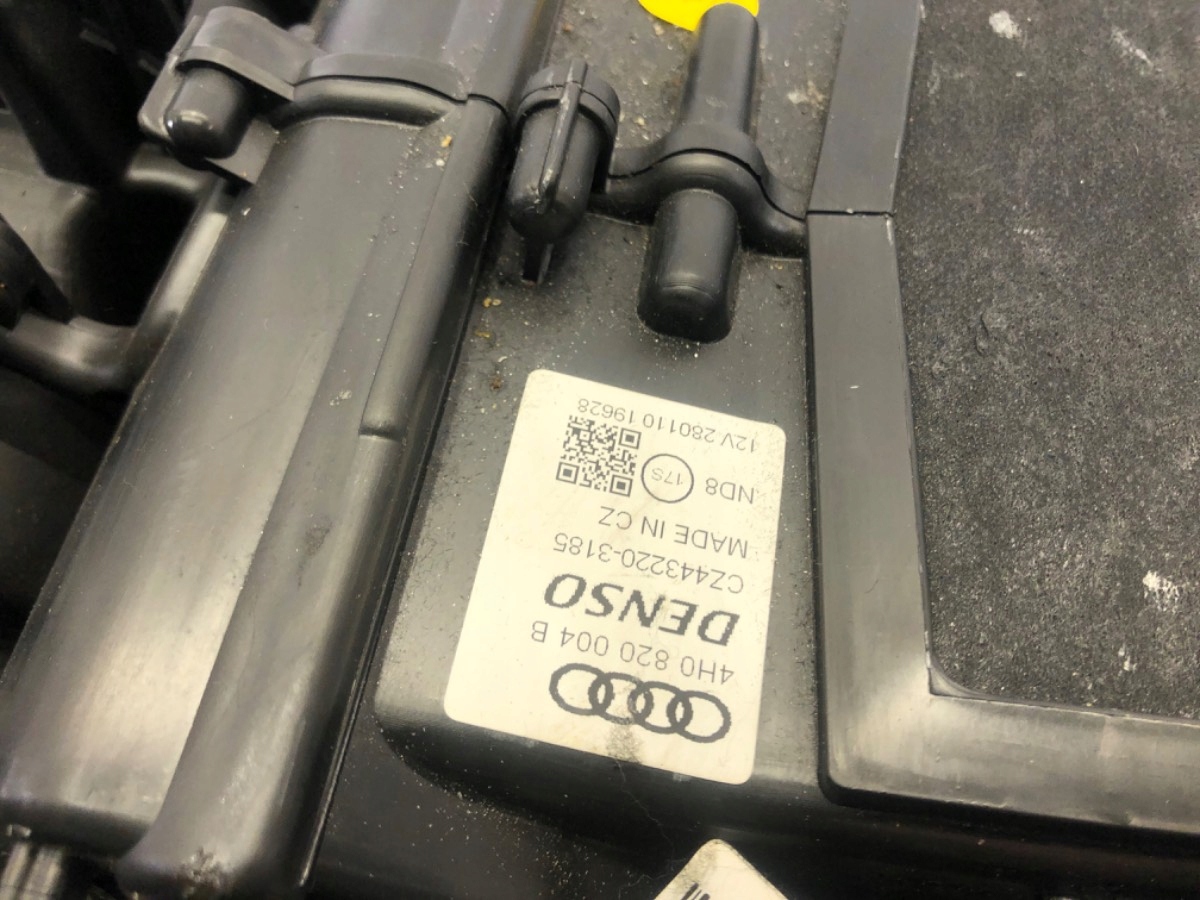 4H0 820 004 B
DENSO
CZ443220-3185
MADE IN CZ
ND8 17S
12V 280110 19628